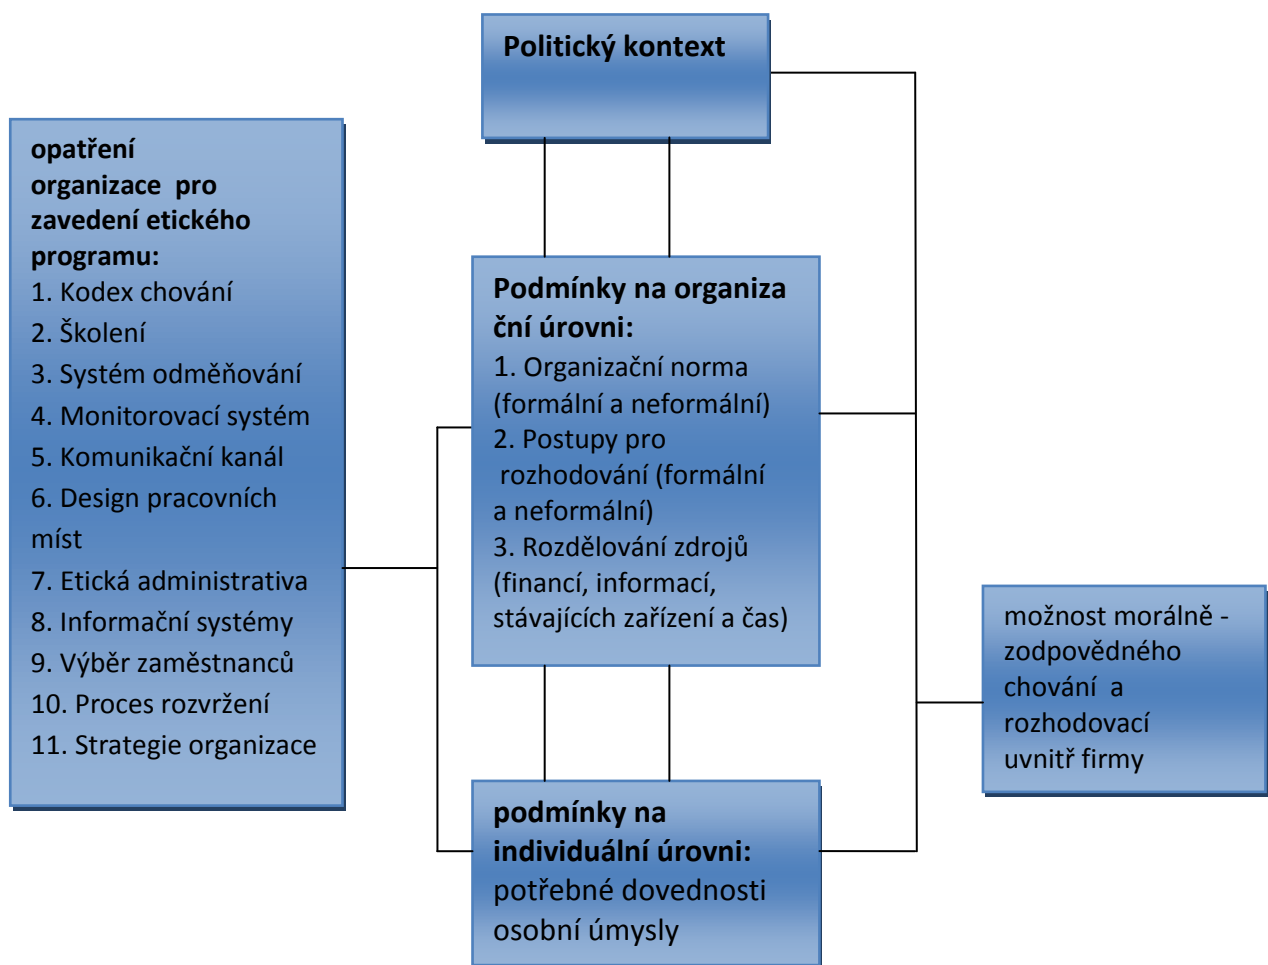 Politický kontext
opatření
organizace pro
zavedení etického
programu:
1. Kodex chování
2. Školení
3. Systém odměňování
4. Monitorovací systém
5. Komunikační kanál
6. Design pracovních
míst
7. Etická administrativa
8. Informační systémy
9. Výběr zaměstnanců
10. Proces rozvržení
11. Strategie organizace
Podmínky na organiza
ční úrovni:
1. Organizační norma
(formální a neformální)
2. Postupy pro
rozhodování (formální
a neformální)
3. Rozdělování zdrojů
(financí, informací,
stávajících zařízení a čas)
podmínky na
individuální úrovni:
potřebné dovednosti
osobní úmysly
možnost morálně -
zodpovědného
chování a
rozhodovací
uvnitř firmy